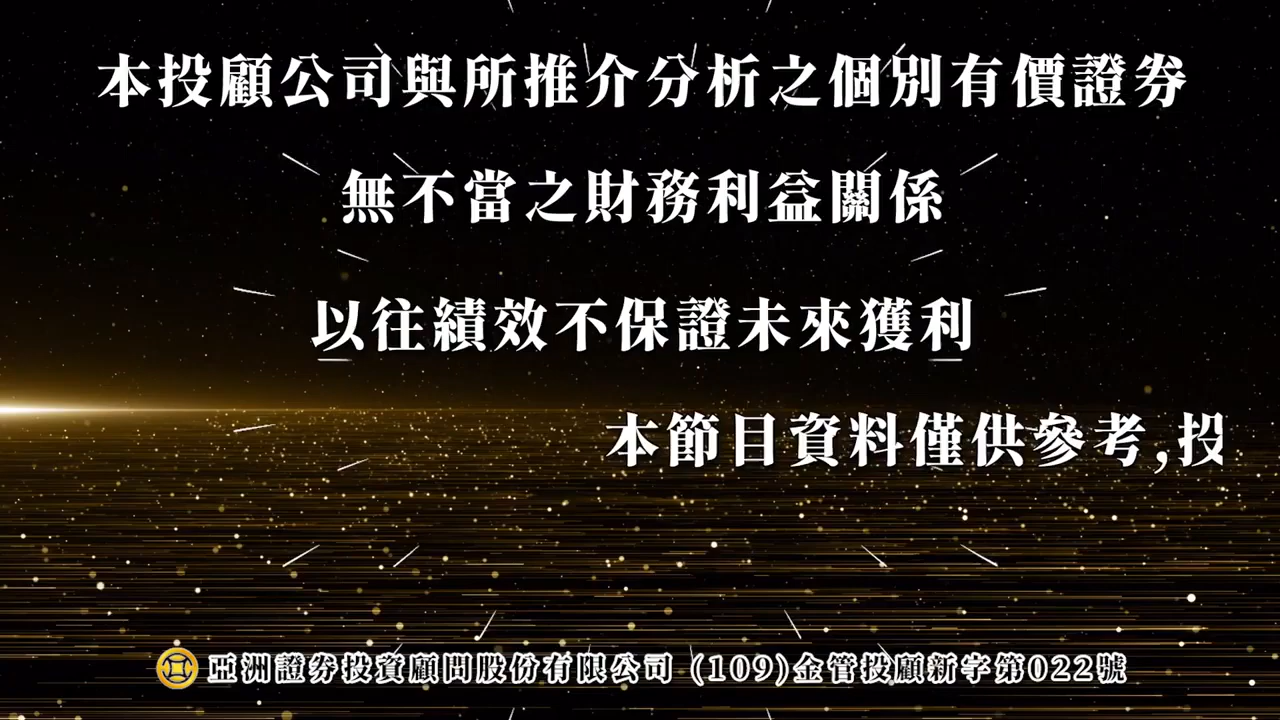 本投顧公司與所推介分析之個別有價證券
無不當之財務利益關係
以往績效不保證未來獲利
本節目資料僅供參考,投
亞洲證券投資顧問股份有限公司 (109)金管投顧新字第022號